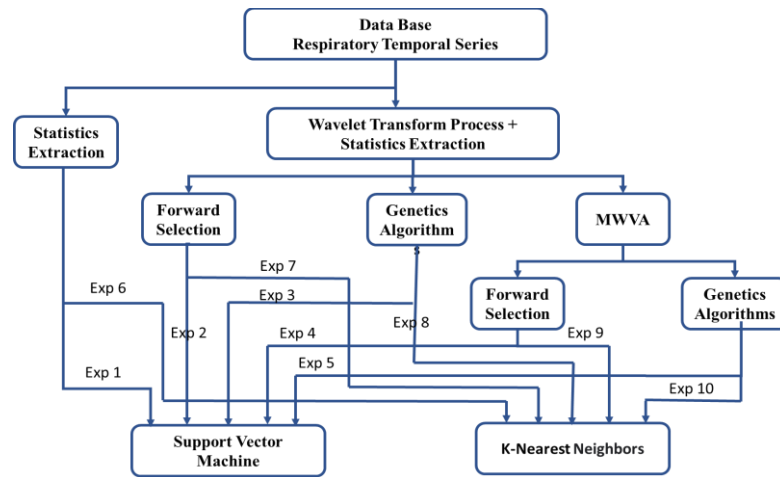 Data Base
Respiratory Temporal Series
Statistics
Extraction
Wavelet Transform Process +
Statistics Extraction
Forward
Selection
Genetics
Algorithm
s
MWVA
Exp 7
Exp 6
Exp 3
Forward
Selection
Genetics
Algorithms
Exp 2
Exp 4
Exp 8
Exp 9
Exp 1
Exp 5
Exp 10
Support Vector
Machine
K-Nearest Neighbors